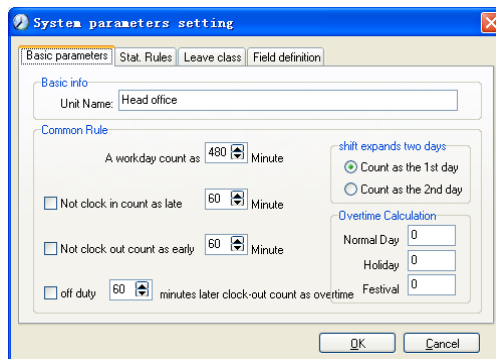 System parameters setting
Basic parameters Stat. Rules Leave class Field definition
Basic info
Unit Name: Head office
Common Rule
A workday count as 480 Minute
Not clock in count as late 60 Minute
Not clock out count as early 60 Minute
off duty 60 minutes later clock-out count as overtime
shift expands two days
Count as the 1st day
Count as the 2nd day
Overtime Calculation
Normal Day 0
Holiday 0
Festival 0
OK Cancel